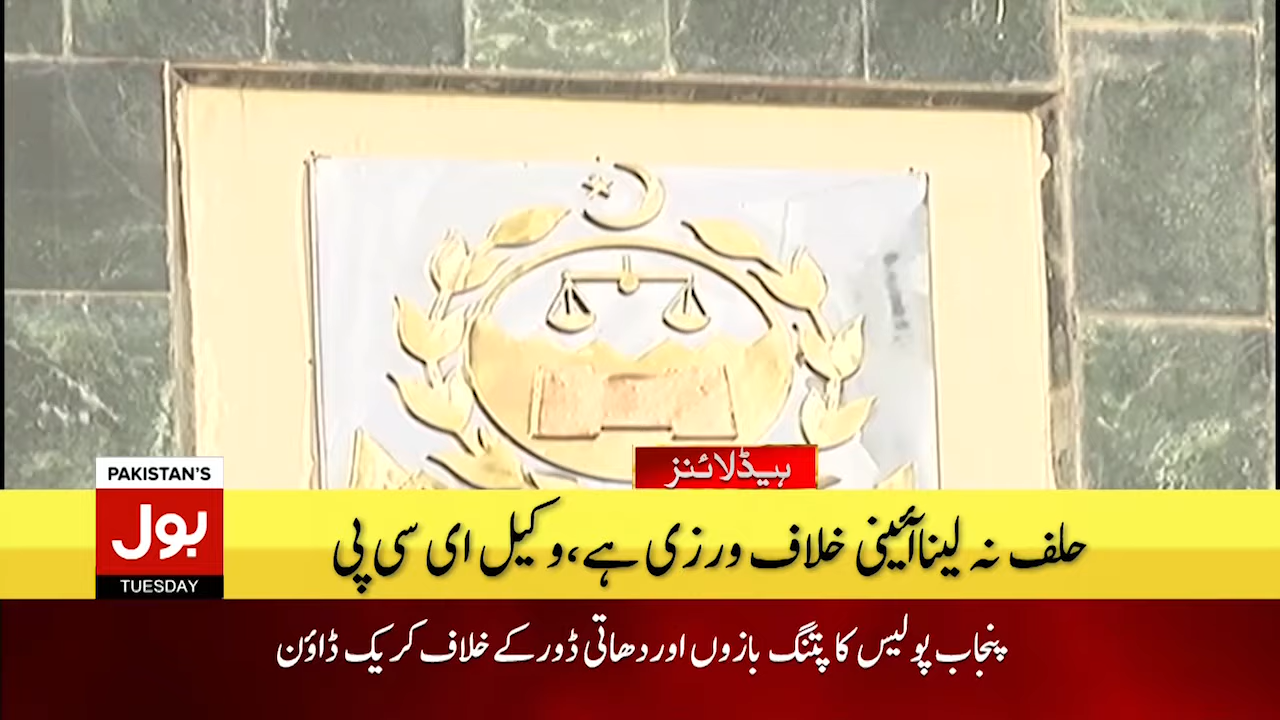 ہیڈلائنز
PAKISTAN'S
بول
TUESDAY
حلف نہ لینا آئینی خلاف ورزی ہے، وکیل ای سی پی
پنجاب پولیس کا پتنگ بازوں اور دھاتی ڈور کے خلاف کریک ڈاؤن